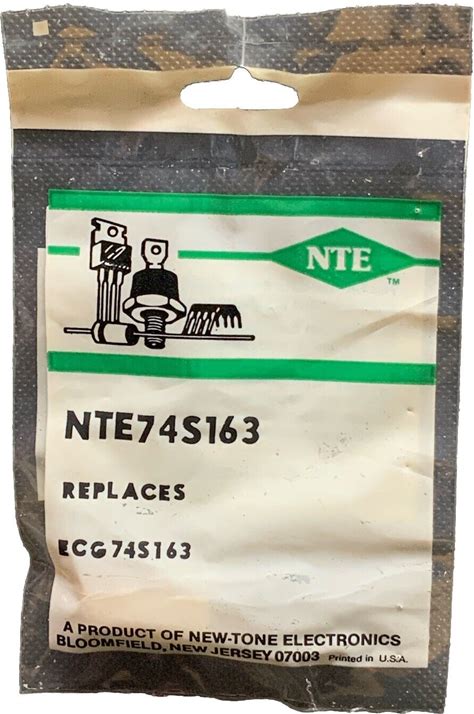 NTE
TM
NTE74S163
REPLACES
ECG74S163
A PRODUCT OF NEW-TONE ELECTRONICS
BLOOMFIELD, NEW JERSEY 07003 Printed in U.S.A.